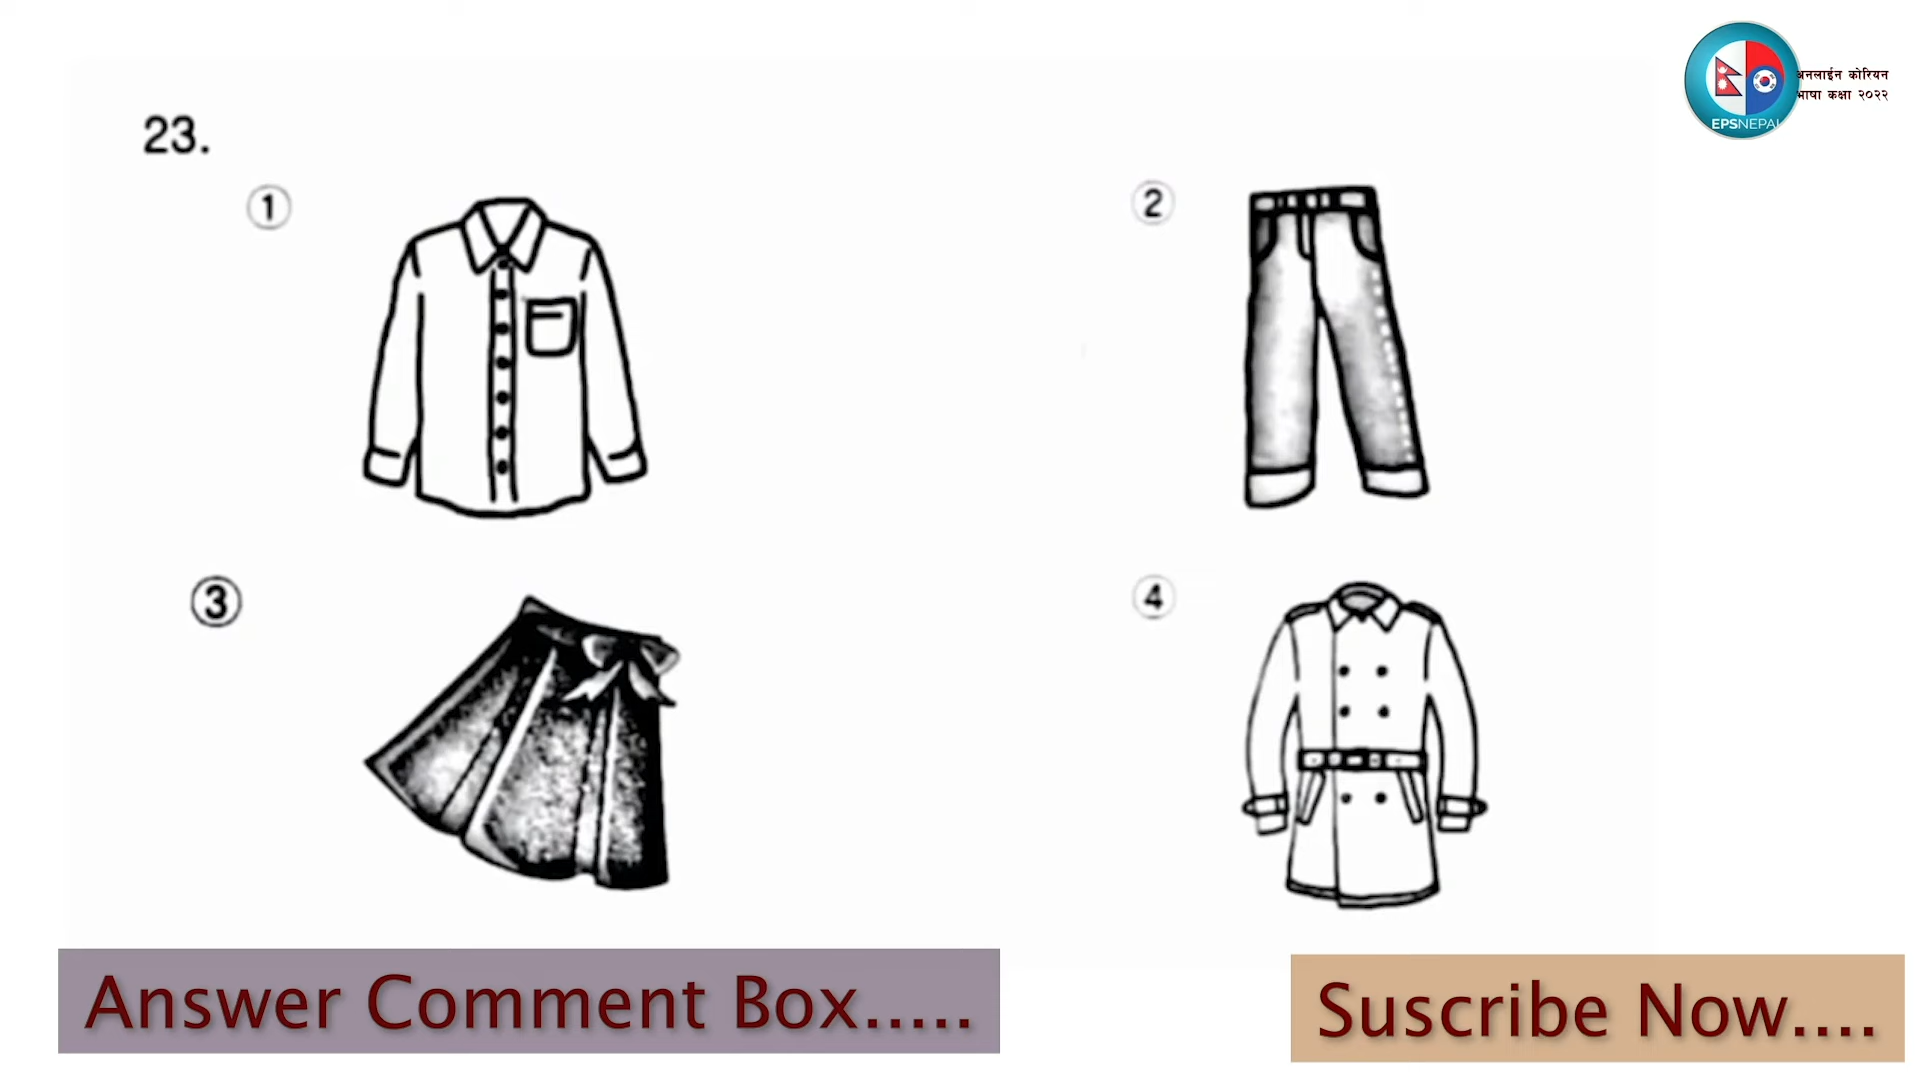 अनलाईन कोरियन
भाषा कक्षा २०२२
EPSNEPAL
23.
①
②
③
④
Answer Comment Box.....
Suscribe Now....